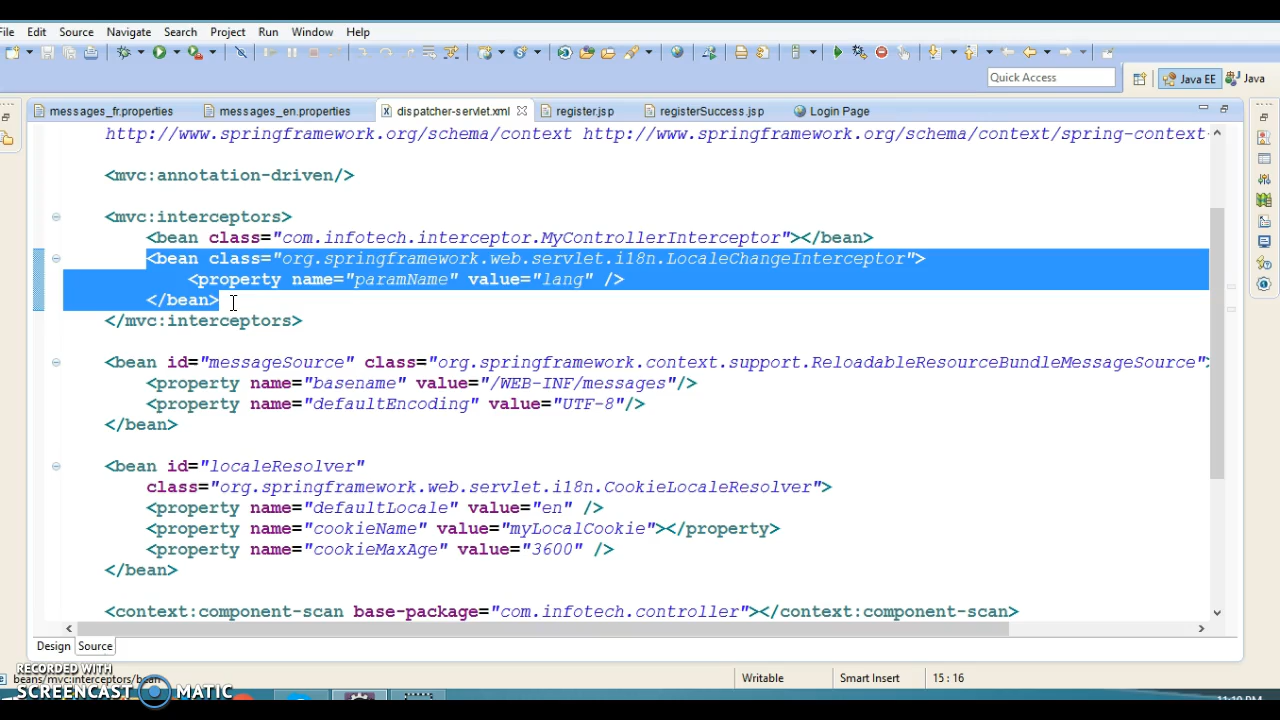 File Edit Source Navigate Search Project Run Window Help
Quick Access
Java EE
Java
messages_fr.properties
messages_en.properties
dispatcher-servlet.xml
register.jsp
registerSuccess.jsp
Login Page
http://www.springframework.org/schema/context http://www.springframework.org/schema/context/spring-context-
<mvc:annotation-driven/>
<mvc:interceptors>
<bean class="com.infotech.interceptor.MyControllerInterceptor"></bean>
<bean class="org.springframework.web.servlet.i18n.LocaleChangeInterceptor">
<property name="paramName" value="lang" />
</bean>
</mvc:interceptors>
<bean id="messageSource" class="org.springframework.context.support.ReloadableResourceBundleMessageSource">
<property name="basename" value="/WEB-INF/messages"/>
<property name="defaultEncoding" value="UTF-8"/>
</bean>
<bean id="localeResolver"
class="org.springframework.web.servlet.i18n.CookieLocaleResolver">
<property name="defaultLocale" value="en" />
<property name="cookieName" value="myLocalCookie"></property>
<property name="cookieMaxAge" value="3600" />
</bean>
<context:component-scan base-package="com.infotech.controller"></context:component-scan>
Design Source
beans/mvc:interceptors/bean
Writable
Smart Insert
15 : 16
RECORDED WITH
SCREENCAST MATIC